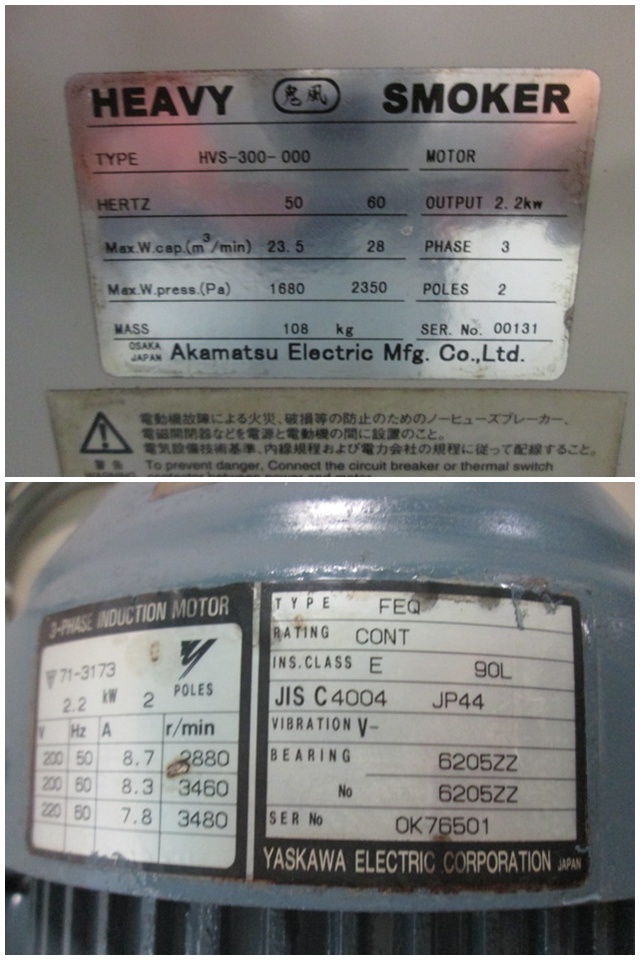 HEAVY 鬼風 SMOKER
TYPE HVS-300-000 MOTOR
HERTZ 50 60 OUTPUT 2.2kw
Max.W.cap.(m³/min) 23.5 28 PHASE 3
Max.W.press.(Pa) 1680 2350 POLES 2
MASS 108 kg SER. No. 00131
OSAKA JAPAN Akamatsu Electric Mfg. Co.,Ltd.
電動機故障による火災、破損等の防止のためのノーヒューズブレーカー、
電磁開閉器などを電源と電動機の間に設置のこと。
電気設備技術基準、内線規程および電力会社の規程に従って配線すること。
警告
WARNING
To prevent danger, Connect the circuit breaker or thermal switch
3-PHASE INDUCTION MOTOR
71-3173
2.2 kW 2 POLES
V Hz A r/min
200 50 8.7 2880
200 60 8.3 3460
220 60 7.8 3480
TYPE FEQ
RATING CONT
INS.CLASS E 90L
JIS C4004 JP44
VIBRATION V-
BEARING 6205ZZ
No 6205ZZ
SER No 0K76501
YASKAWA ELECTRIC CORPORATION JAPAN